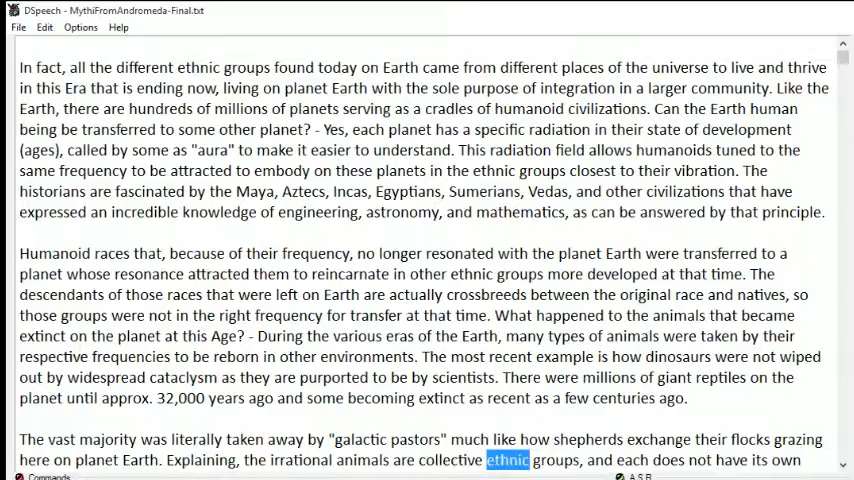 DSpeech - MythiFromAndromeda-Final.txt
File Edit Options Help
In fact, all the different ethnic groups found today on Earth came from different places of the universe to live and thrive
in this Era that is ending now, living on planet Earth with the sole purpose of integration in a larger community. Like the
Earth, there are hundreds of millions of planets serving as a cradles of humanoid civilizations. Can the Earth human
being be transferred to some other planet? - Yes, each planet has a specific radiation in their state of development
(ages), called by some as "aura" to make it easier to understand. This radiation field allows humanoids tuned to the
same frequency to be attracted to embody on these planets in the ethnic groups closest to their vibration. The
historians are fascinated by the Maya, Aztecs, Incas, Egyptians, Sumerians, Vedas, and other civilizations that have
expressed an incredible knowledge of engineering, astronomy, and mathematics, as can be answered by that principle.
Humanoid races that, because of their frequency, no longer resonated with the planet Earth were transferred to a
planet whose resonance attracted them to reincarnate in other ethnic groups more developed at that time. The
descendants of those races that were left on Earth are actually crossbreeds between the original race and natives, so
those groups were not in the right frequency for transfer at that time. What happened to the animals that became
extinct on the planet at this Age? - During the various eras of the Earth, many types of animals were taken by their
respective frequencies to be reborn in other environments. The most recent example is how dinosaurs were not wiped
out by widespread cataclysm as they are purported to be by scientists. There were millions of giant reptiles on the
planet until approx. 32,000 years ago and some becoming extinct as recent as a few centuries ago.
The vast majority was literally taken away by "galactic pastors" much like how shepherds exchange their flocks grazing
here on planet Earth. Explaining, the irrational animals are collective ethnic groups, and each does not have its own
Commands A.S.R